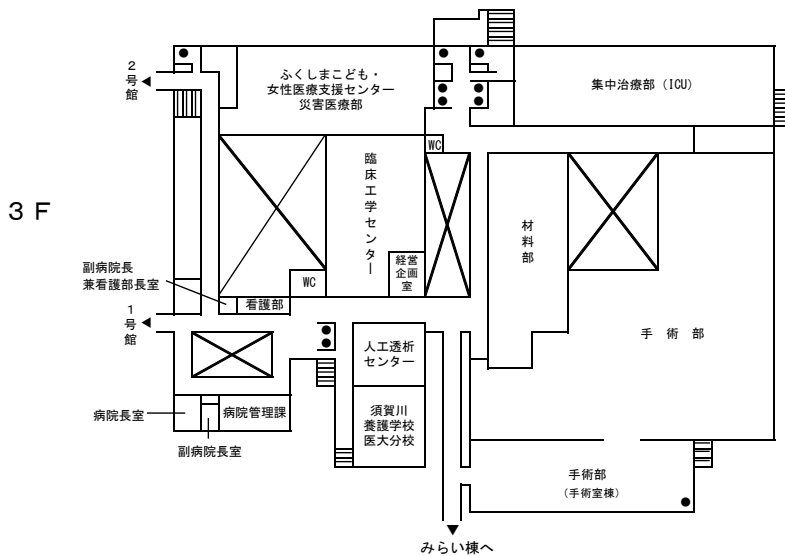 3 F
2号館
ふくしまこども・
女性医療支援センター
災害医療部
集中治療部(ICU)
WC
臨床工学センター
材料部
経営
企画
室
副病院長
兼看護部長室
WC
看護部
1号館
手 術 部
人工透析
センター
病院長室
病院管理課
副病院長室
須賀川
養護学校
医大分校
手術部
(手術室棟)
みらい棟へ